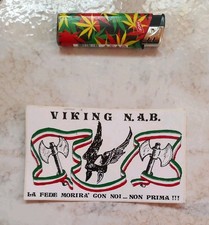 VIKING N.A.B.
LA FEDE MORIRA' CON NOI ... NON PRIMA !!!